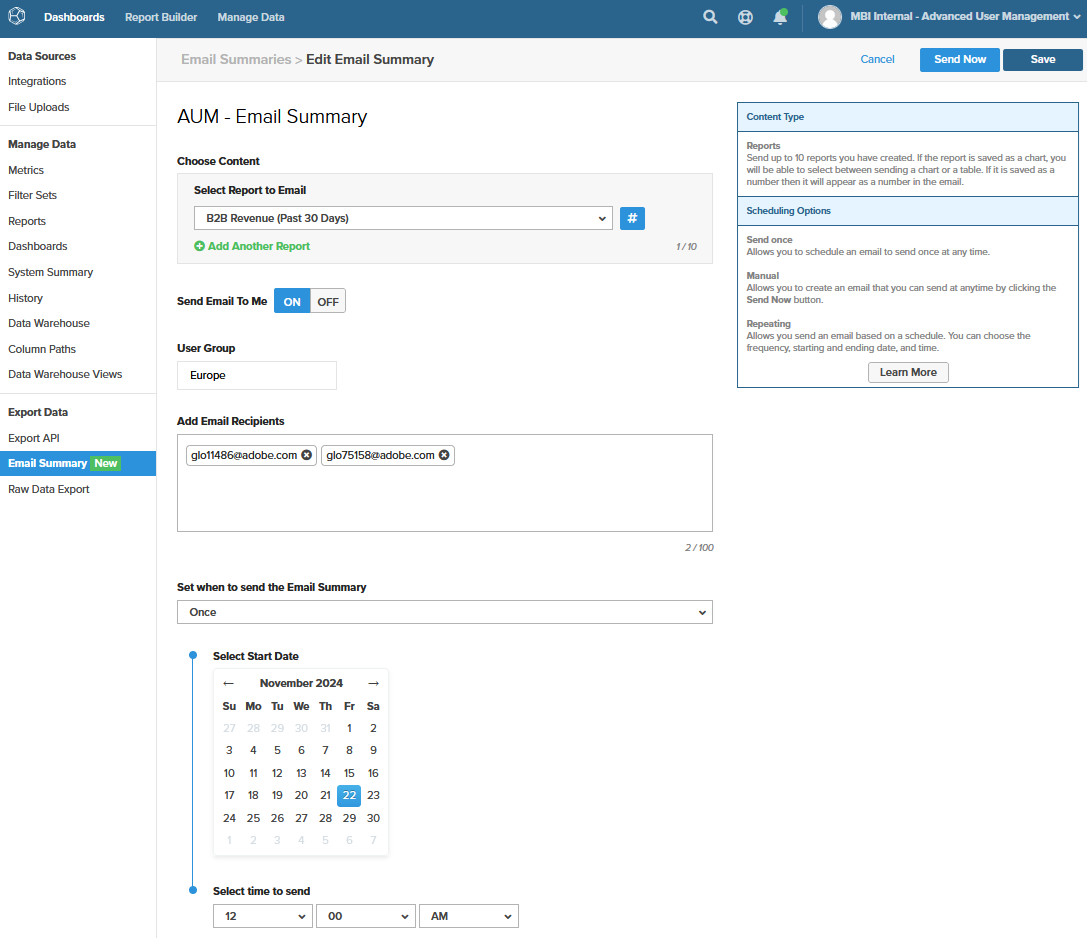 Dashboards Report Builder Manage Data MBI Internal - Advanced User Management
Data Sources
Integrations
File Uploads
Manage Data
Metrics
Filter Sets
Reports
Dashboards
System Summary
History
Data Warehouse
Column Paths
Data Warehouse Views
Export Data
Export API
Email Summary New
Raw Data Export
Email Summaries > Edit Email Summary Cancel Send Now Save
AUM - Email Summary
Choose Content
Select Report to Email
B2B Revenue (Past 30 Days) #
Add Another Report 1 / 10
Send Email To Me ON OFF
User Group
Europe
Add Email Recipients
glo11486@adobe.com glo75158@adobe.com
2 / 100
Set when to send the Email Summary
Once
Select Start Date
← November 2024 →
Su Mo Tu We Th Fr Sa
27 28 29 30 31 1 2
3 4 5 6 7 8 9
10 11 12 13 14 15 16
17 18 19 20 21 22 23
24 25 26 27 28 29 30
1 2 3 4 5 6 7
Select time to send
12 00 AM
Content Type
Reports
Send up to 10 reports you have created. If the report is saved as a chart, you
will be able to select between sending a chart or a table. If it is saved as a
number then it will appear as a number in the email.
Scheduling Options
Send once
Allows you to schedule an email to send once at any time.
Manual
Allows you to create an email that you can send at anytime by clicking the
Send Now button.
Repeating
Allows you send an email based on a schedule. You can choose the
frequency, starting and ending date, and time.
Learn More